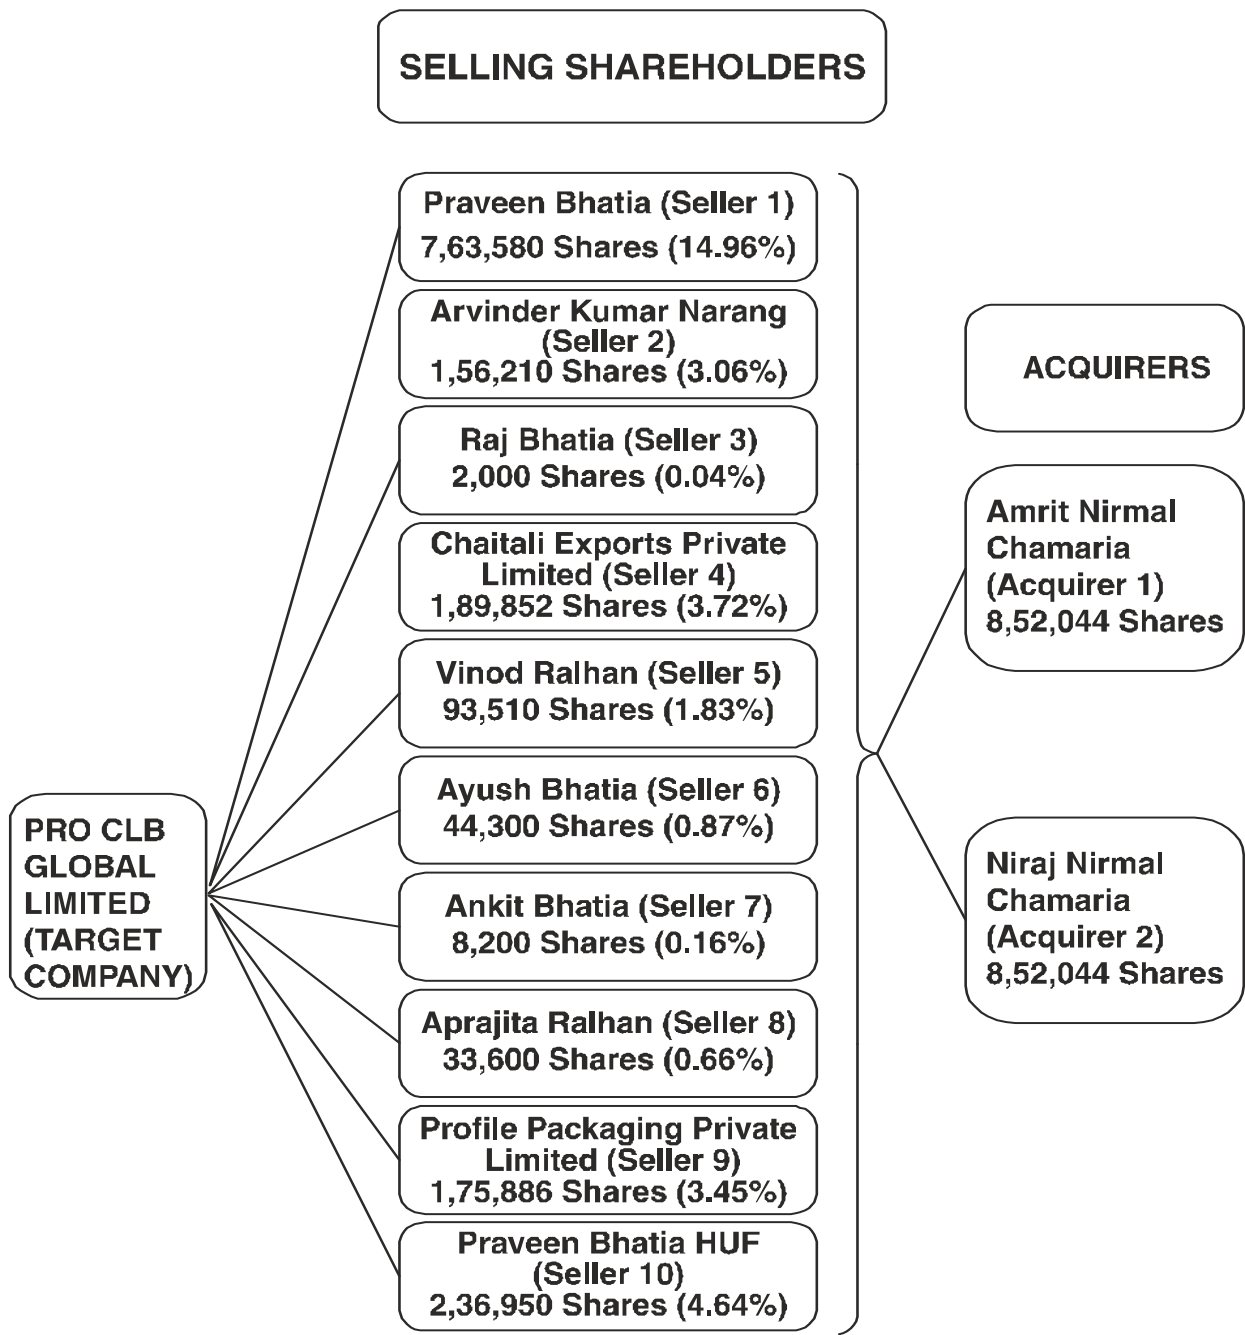 SELLING SHAREHOLDERS
Praveen Bhatia (Seller 1)
7,63,580 Shares (14.96%)
Arvinder Kumar Narang
(Seller 2)
1,56,210 Shares (3.06%)
Raj Bhatia (Seller 3)
2,000 Shares (0.04%)
Chaitali Exports Private
Limited (Seller 4)
1,89,852 Shares (3.72%)
Vinod Ralhan (Seller 5)
93,510 Shares (1.83%)
Ayush Bhatia (Seller 6)
44,300 Shares (0.87%)
Ankit Bhatia (Seller 7)
8,200 Shares (0.16%)
Aprajita Ralhan (Seller 8)
33,600 Shares (0.66%)
Profile Packaging Private
Limited (Seller 9)
1,75,886 Shares (3.45%)
Praveen Bhatia HUF
(Seller 10)
2,36,950 Shares (4.64%)
PRO CLB
GLOBAL
LIMITED
(TARGET
COMPANY)
ACQUIRERS
Amrit Nirmal
Chamaria
(Acquirer 1)
8,52,044 Shares
Niraj Nirmal
Chamaria
(Acquirer 2)
8,52,044 Shares